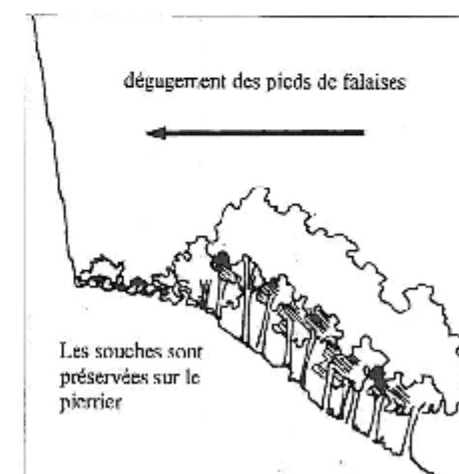 dégagement des pieds de falaises
Les souches sont
préservées sur le
pierrier